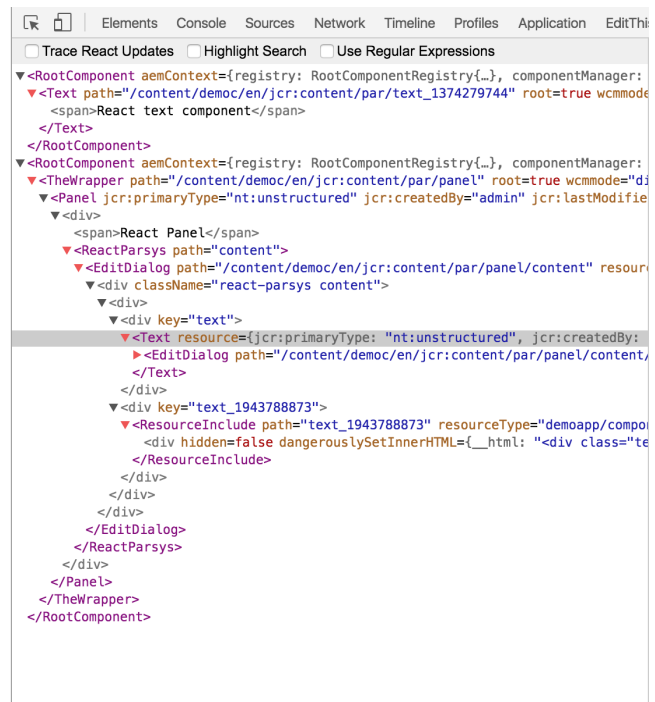 Elements Console Sources Network Timeline Profiles Application EditThis
Trace React Updates Highlight Search Use Regular Expressions
<RootComponent aemContext={registry: RootComponentRegistry{…}, componentManager:
<Text path="/content/democ/en/jcr:content/par/text_1374279744" root=true wcmmode
<span>React text component</span>
</Text>
</RootComponent>
<RootComponent aemContext={registry: RootComponentRegistry{…}, componentManager:
<TheWrapper path="/content/democ/en/jcr:content/par/panel" root=true wcmmode="di
<Panel jcr:primaryType="nt:unstructured" jcr:createdBy="admin" jcr:lastModifie
<div>
<span>React Panel</span>
<ReactParsys path="content">
<EditDialog path="/content/democ/en/jcr:content/par/panel/content" resour
<div className="react-parsys content">
<div>
<div key="text">
<Text resource={jcr:primaryType: "nt:unstructured", jcr:createdBy:
<EditDialog path="/content/democ/en/jcr:content/par/panel/content/
</Text>
</div>
<div key="text_1943788873">
<ResourceInclude path="text_1943788873" resourceType="demoapp/compon
<div hidden=false dangerouslySetInnerHTML={__html: "<div class="te
</ResourceInclude>
</div>
</div>
</div>
</EditDialog>
</ReactParsys>
</div>
</Panel>
</TheWrapper>
</RootComponent>